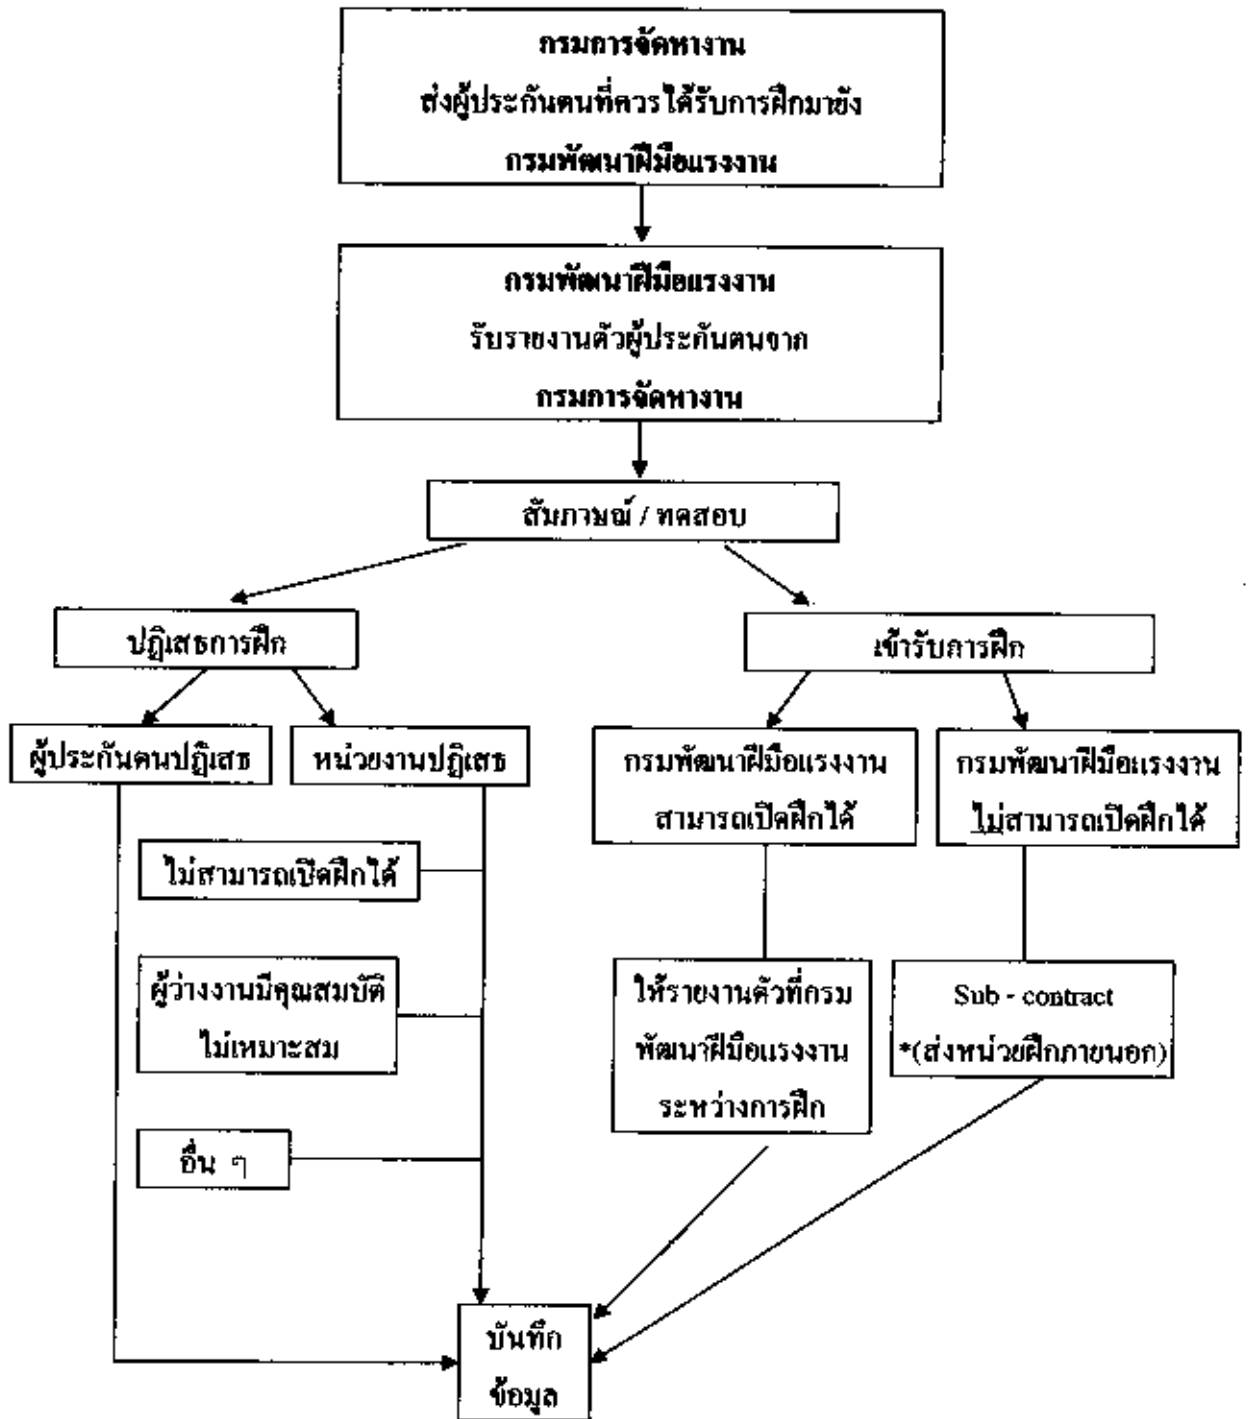 กรมการจัดหางาน
ส่งผู้ประกันตนที่ควรได้รับการฝึกมายัง
กรมพัฒนาฝีมือแรงงาน
กรมพัฒนาฝีมือแรงงาน
รับรายงานตัวผู้ประกันตนจาก
กรมการจัดหางาน
สัมภาษณ์ / ทดสอบ
ปฏิเสธการฝึก
เข้ารับการฝึก
ผู้ประกันตนปฏิเสธ
หน่วยงานปฏิเสธ
กรมพัฒนาฝีมือแรงงาน
สามารถเปิดฝึกได้
กรมพัฒนาฝีมือแรงงาน
ไม่สามารถเปิดฝึกได้
ไม่สามารถเปิดฝึกได้
ผู้ว่างงานมีคุณสมบัติ
ไม่เหมาะสม
อื่น ๆ
ให้รายงานตัวที่กรม
พัฒนาฝีมือแรงงาน
ระหว่างการฝึก
Sub - contract
*(ส่งหน่วยฝึกภายนอก)
บันทึก
ข้อมูล